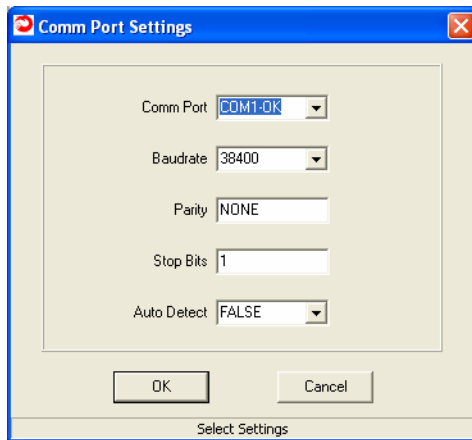 Comm Port Settings
Comm Port COM1-OK
Baudrate 38400
Parity NONE
Stop Bits 1
Auto Detect FALSE
OK Cancel
Select Settings